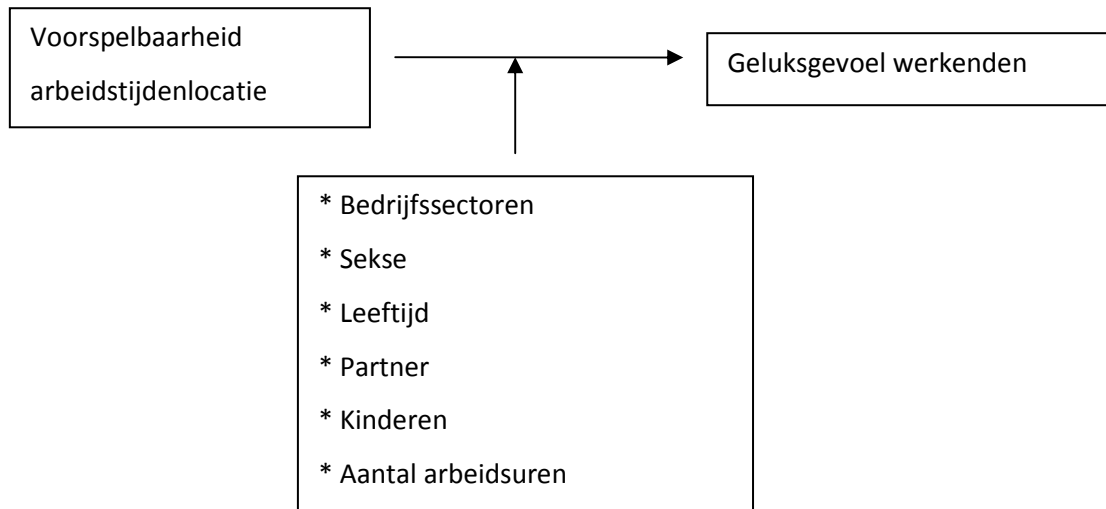 Voorspelbaarheid
arbeidstijdenlocatie
Geluksgevoel werkenden
* Bedrijfssectoren
* Sekse
* Leeftijd
* Partner
* Kinderen
* Aantal arbeidsuren